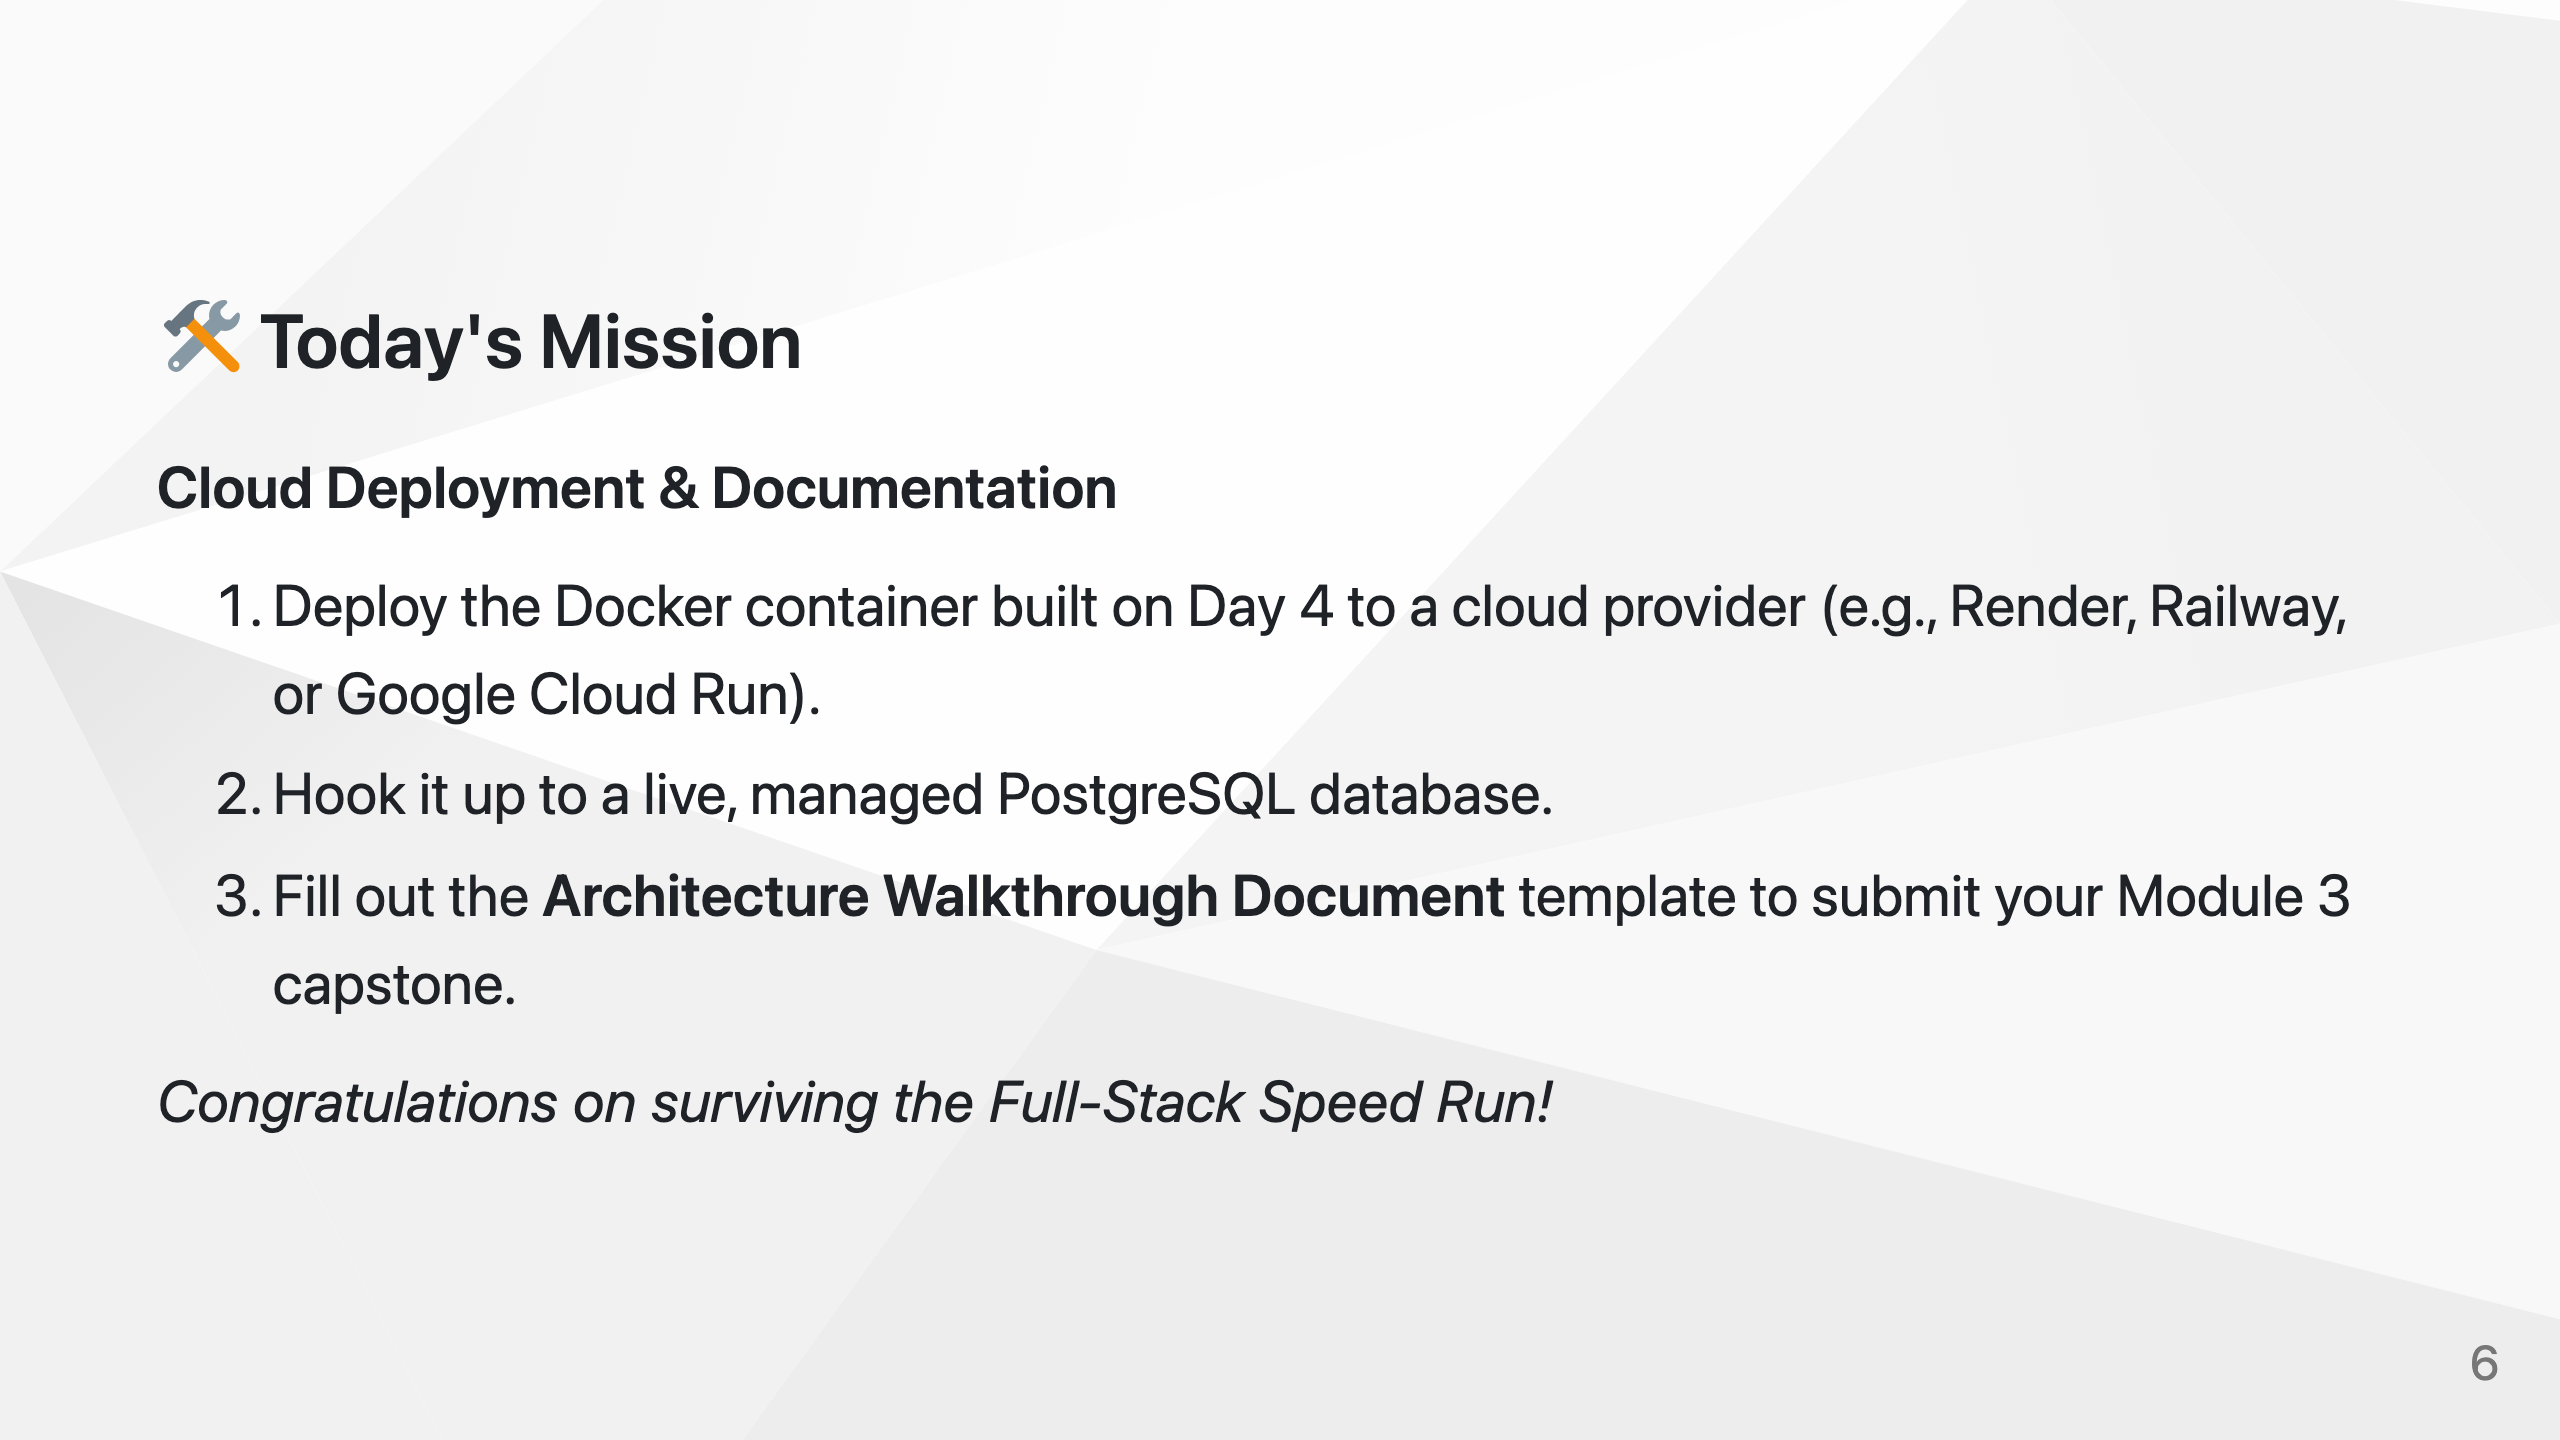 🛠️ Today's Mission
Cloud Deployment & Documentation
1. Deploy the Docker container built on Day 4 to a cloud provider (e.g., Render, Railway,
or Google Cloud Run).
2. Hook it up to a live, managed PostgreSQL database.
3. Fill out the Architecture Walkthrough Document template to submit your Module 3
capstone.
Congratulations on surviving the Full-Stack Speed Run!
6